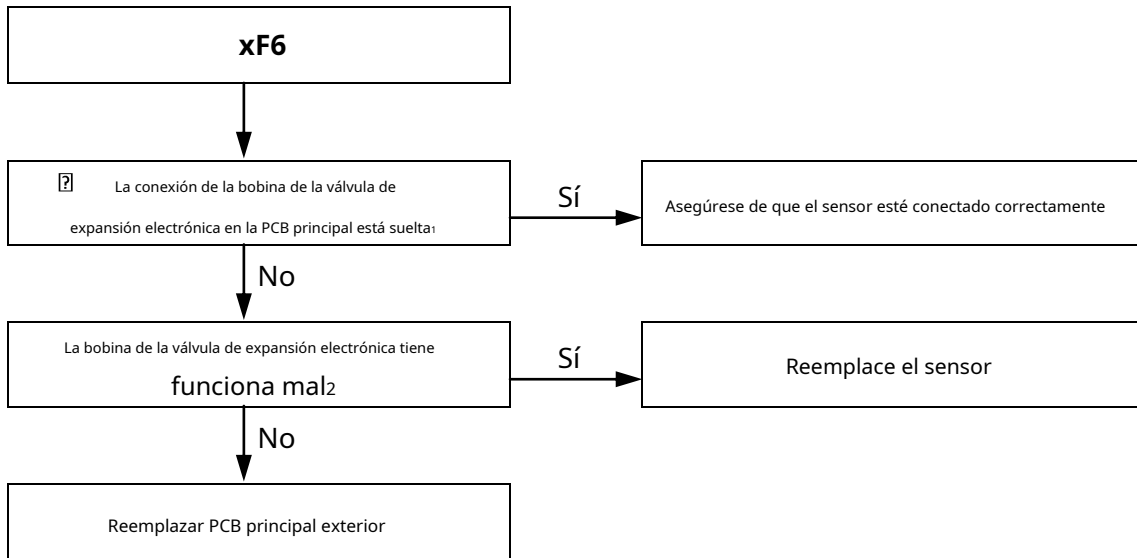 xF6
La conexión de la bobina de la válvula de
expansión electrónica en la PCB principal está suelta1
Sí
Asegúrese de que el sensor esté conectado correctamente
No
La bobina de la válvula de expansión electrónica tiene
funciona mal2
Sí
Reemplace el sensor
No
Reemplazar PCB principal exterior